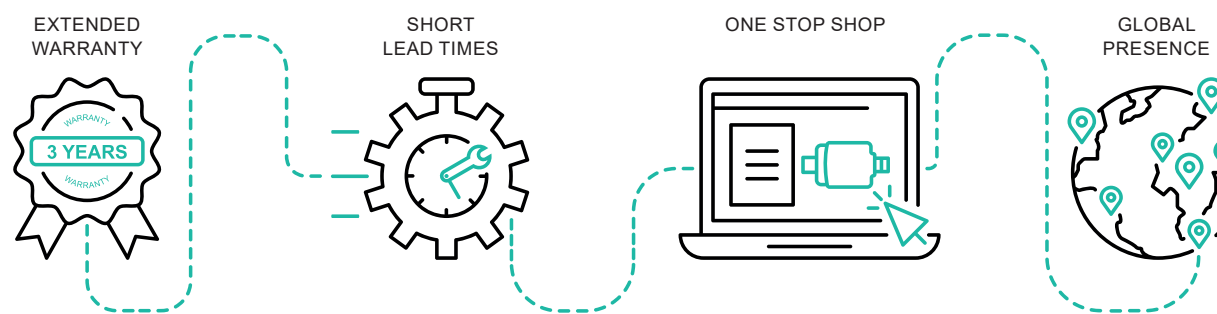 EXTENDED
WARRANTY
SHORT
LEAD TIMES
ONE STOP SHOP
GLOBAL
PRESENCE
WARRANTY
3 YEARS
WARRANTY